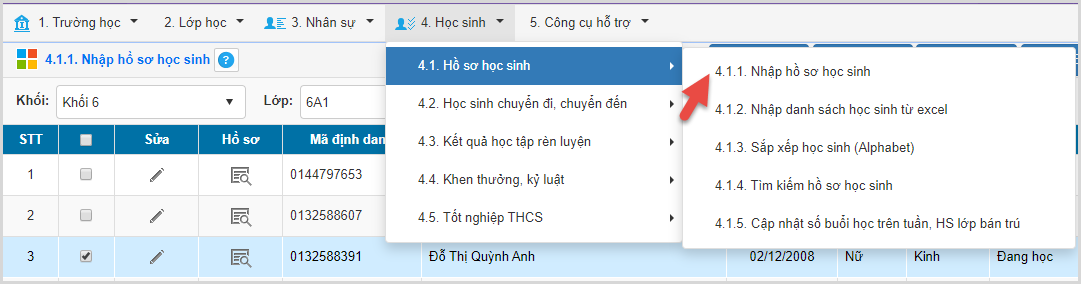 1. Trường học 2. Lớp học 3. Nhân sự 4. Học sinh 5. Công cụ hỗ trợ
4.1.1. Nhập hồ sơ học sinh ?
4.1. Hồ sơ học sinh
4.2. Học sinh chuyển đi, chuyển đến
4.3. Kết quả học tập rèn luyện
4.4. Khen thưởng, kỷ luật
4.5. Tốt nghiệp THCS
4.1.1. Nhập hồ sơ học sinh
4.1.2. Nhập danh sách học sinh từ excel
4.1.3. Sắp xếp học sinh (Alphabet)
4.1.4. Tìm kiếm hồ sơ học sinh
4.1.5. Cập nhật số buổi học trên tuần, HS lớp bán trú
Khối: Khối 6 Lớp: 6A1
STT Sửa Hồ sơ Mã định dan
1 0144797653
2 0132588607
3 0132588391 Đỗ Thị Quỳnh Anh 02/12/2008 Nữ Kinh Đang học